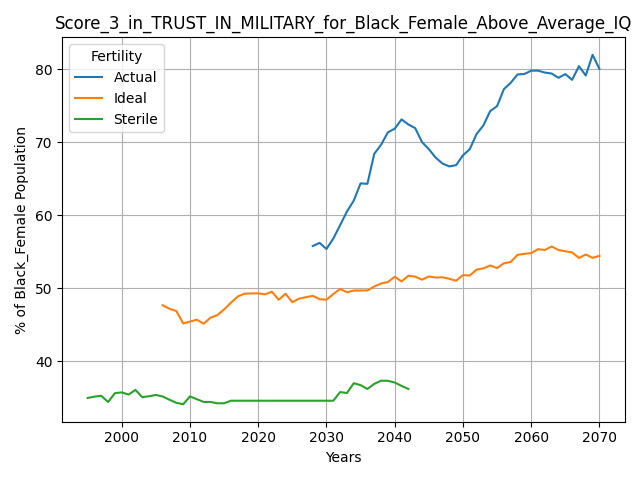 Score_3_in_TRUST_IN_MILITARY_for_Black_Female_Above_Average_IQ
Fertility
Actual
Ideal
Sterile
% of Black_Female Population
80
70
60
50
40
2000
2010
2020
2030
2040
2050
2060
2070
Years